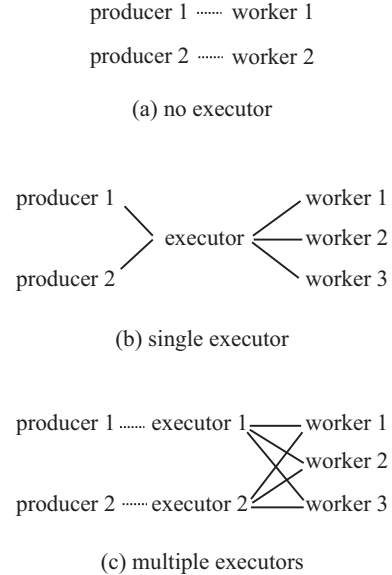 producer 1 worker 1
producer 2 worker 2
(a) no executor
producer 1 worker 1
executor worker 2
producer 2 worker 3
(b) single executor
producer 1 executor 1 worker 1
worker 2
producer 2 executor 2 worker 3
(c) multiple executors